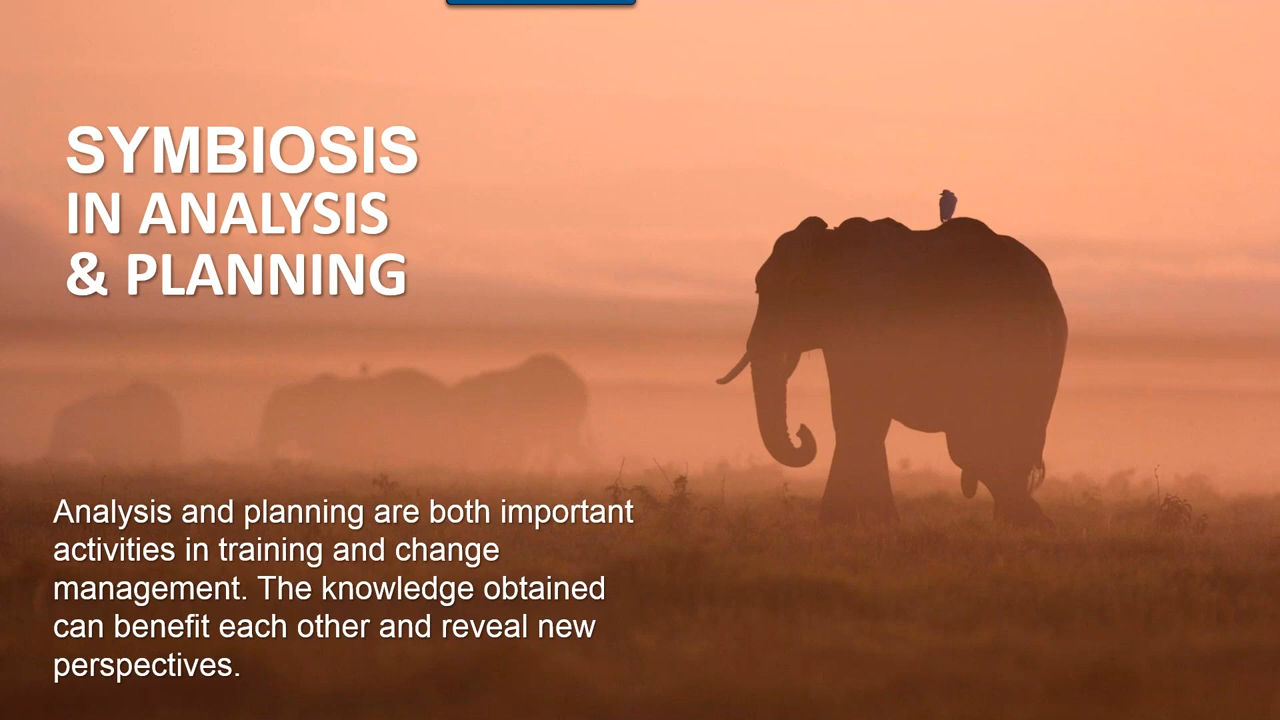 SYMBIOSIS
IN ANALYSIS
& PLANNING
Analysis and planning are both important
activities in training and change
management. The knowledge obtained
can benefit each other and reveal new
perspectives.